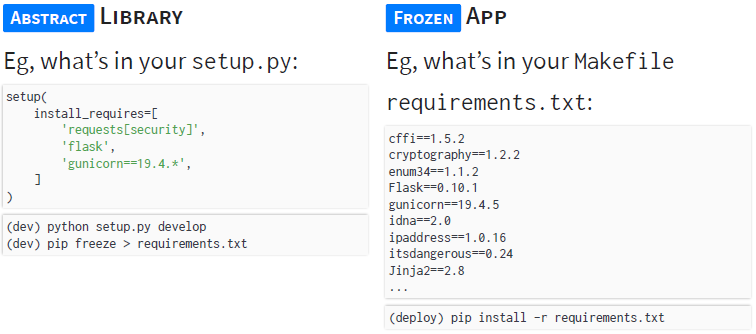 ABSTRACT LIBRARY
Eg, what's in your setup.py:
setup(
    install_requires=[
        'requests[security]',
        'flask',
        'gunicorn==19.4.*',
    ]
)
(dev) python setup.py develop
(dev) pip freeze > requirements.txt
FROZEN APP
Eg, what's in your Makefile
requirements.txt:
cffi==1.5.2
cryptography==1.2.2
enum34==1.1.2
Flask==0.10.1
gunicorn==19.4.5
idna==2.0
ipaddress==1.0.16
itsdangerous==0.24
Jinja2==2.8
...
(deploy) pip install -r requirements.txt